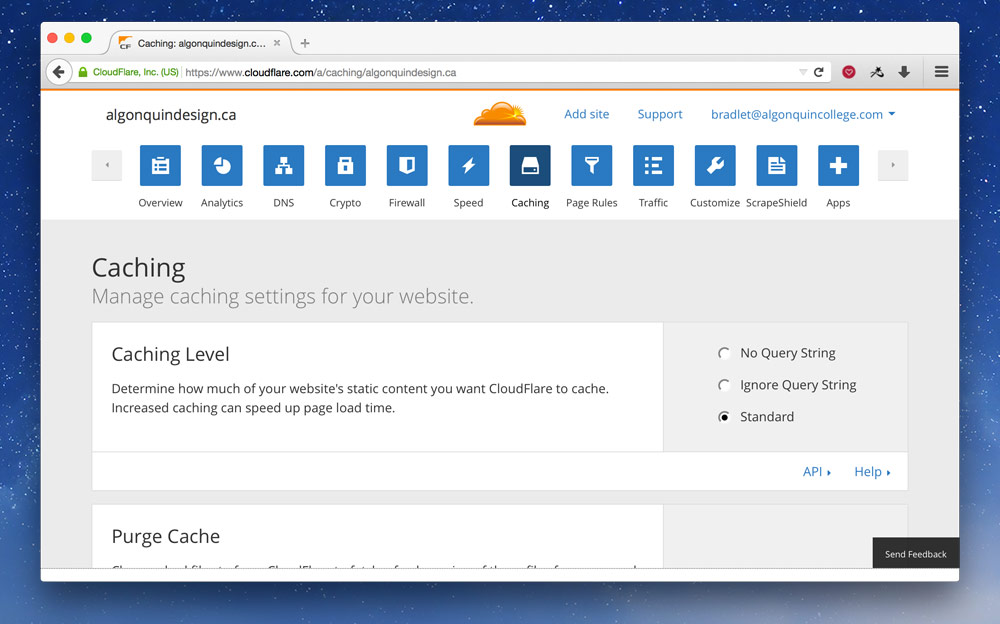 Caching: algonquindesign.c...
CloudFlare, Inc. (US) https://www.cloudflare.com/a/caching/algonquindesign.ca
algonquindesign.ca
Add site
Support
bradlet@algonquincollege.com
Overview
Analytics
DNS
Crypto
Firewall
Speed
Caching
Page Rules
Traffic
Customize
ScrapeShield
Apps
Caching
Manage caching settings for your website.
Caching Level
Determine how much of your website's static content you want CloudFlare to cache.
Increased caching can speed up page load time.
No Query String
Ignore Query String
Standard
API
Help
Purge Cache
Send Feedback